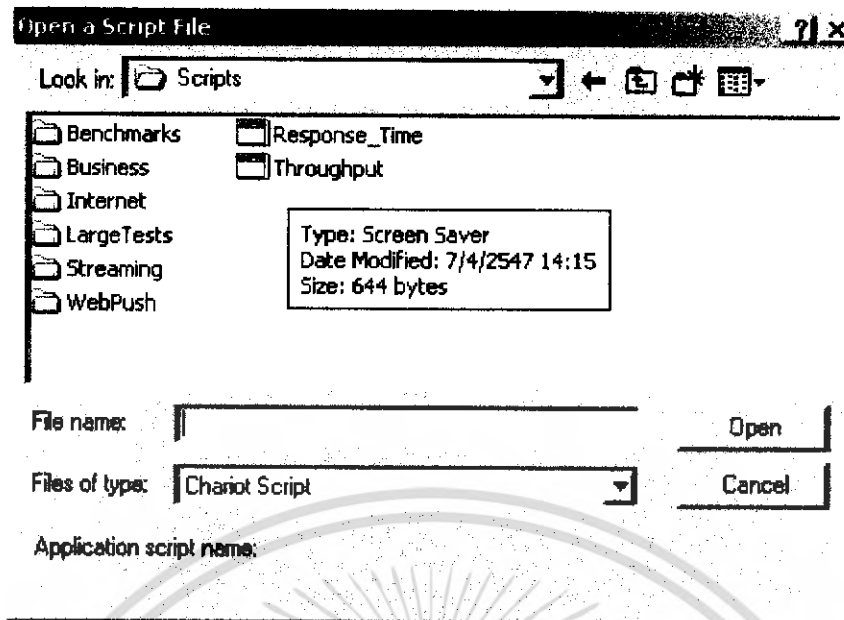 Open a Script File
Look in: Scripts
Benchmarks
Business
Internet
LargeTests
Streaming
WebPush
Response_Time
Throughput
Type: Screen Saver
Date Modified: 7/4/2547 14:15
Size: 644 bytes
File name:
Open
Files of type: Chariot Script
Cancel
Application script name: